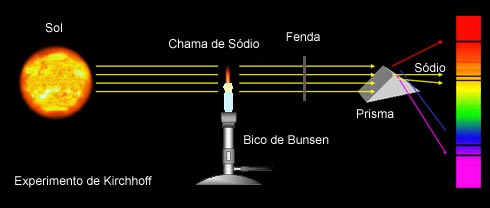 Sol
Chama de Sódio
Fenda
Sódio
Prisma
Bico de Bunsen
Experimento de Kirchhoff